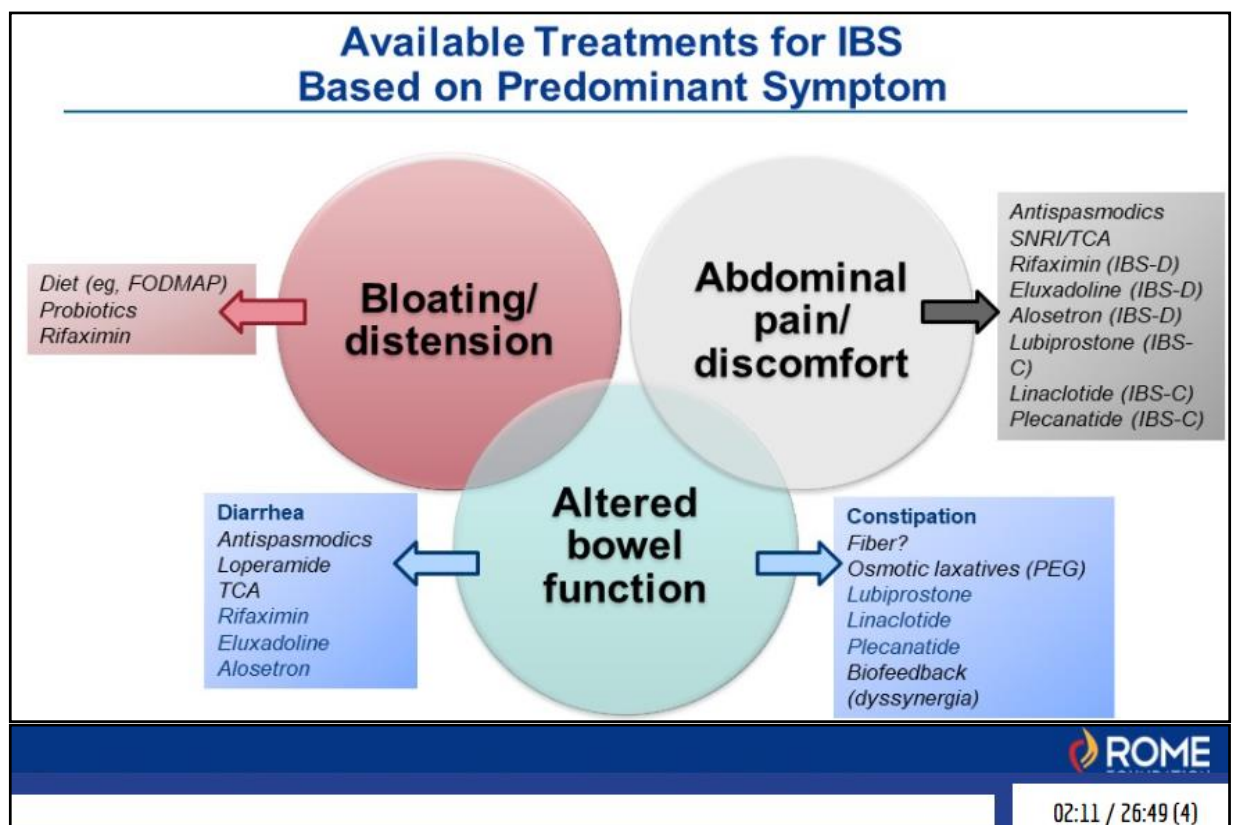 Available Treatments for IBS
Based on Predominant Symptom
Diet (eg, FODMAP)
Probiotics
Rifaximin
Bloating/
distension
Abdominal
pain/
discomfort
Antispasmodics
SNRI/TCA
Rifaximin (IBS-D)
Eluxadoline (IBS-D)
Alosetron (IBS-D)
Lubiprostone (IBS-
C)
Linaclotide (IBS-C)
Plecanatide (IBS-C)
Diarrhea
Antispasmodics
Loperamide
TCA
Rifaximin
Eluxadoline
Alosetron
Altered
bowel
function
Constipation
Fiber?
Osmotic laxatives (PEG)
Lubiprostone
Linaclotide
Plecanatide
Biofeedback
(dyssynergia)
ROME
02:11 / 26:49 (4)